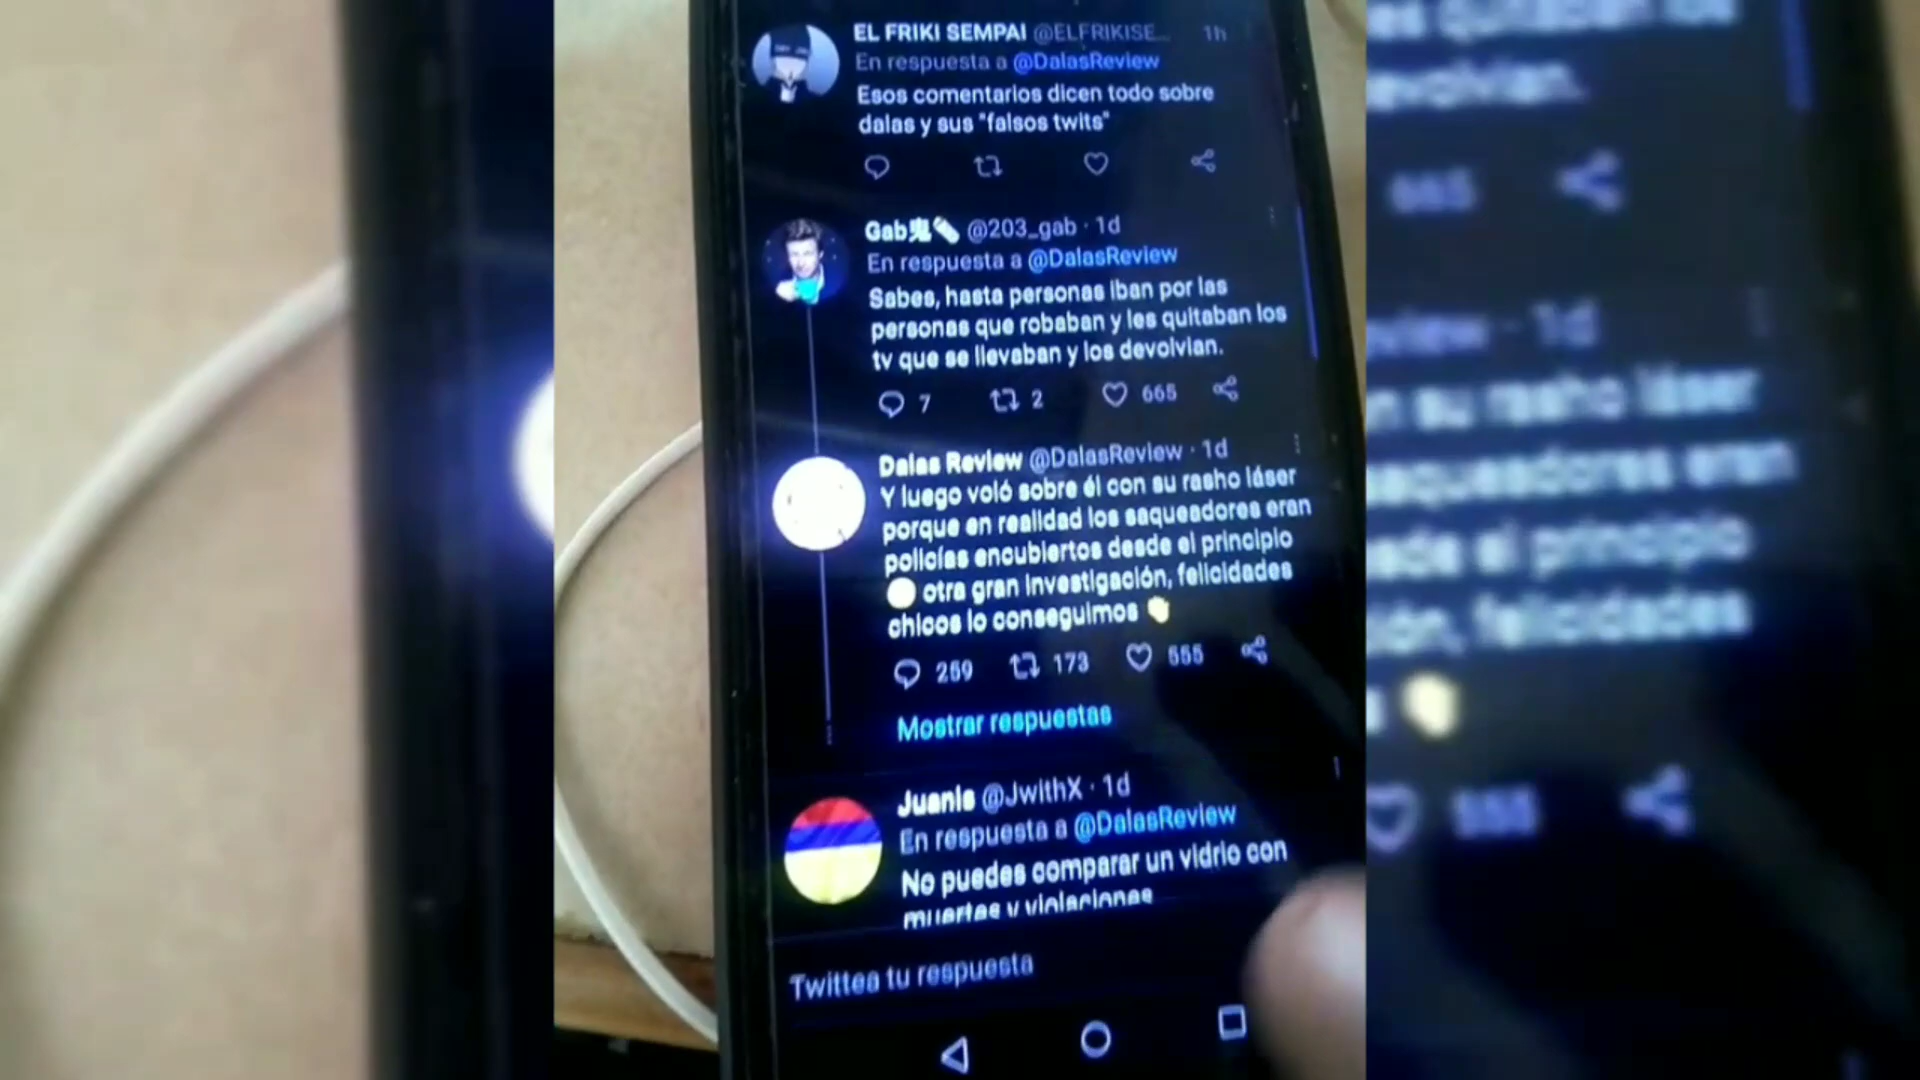 EL FRIKI SEMPAI @ELFRIKISE... 1h
En respuesta a @DalasReview
Esos comentarios dicen todo sobre
dalas y sus "falsos twits"
Gab鬼 @203_gab · 1d
En respuesta a @DalasReview
Sabes, hasta personas iban por las
personas que robaban y les quitaban los
tv que se llevaban y los devolvian.
7 2 665
Dalas Review @DalasReview · 1d
Y luego voló sobre él con su rasho láser
porque en realidad los saqueadores eran
policías encubiertos desde el principio
otra gran investigación, felicidades
chicos lo conseguimos
259 173 555
Mostrar respuestas
Juanis @JwithX · 1d
En respuesta a @DalasReview
No puedes comparar un vidrio con
muertes y violaciones
Twittea tu respuesta